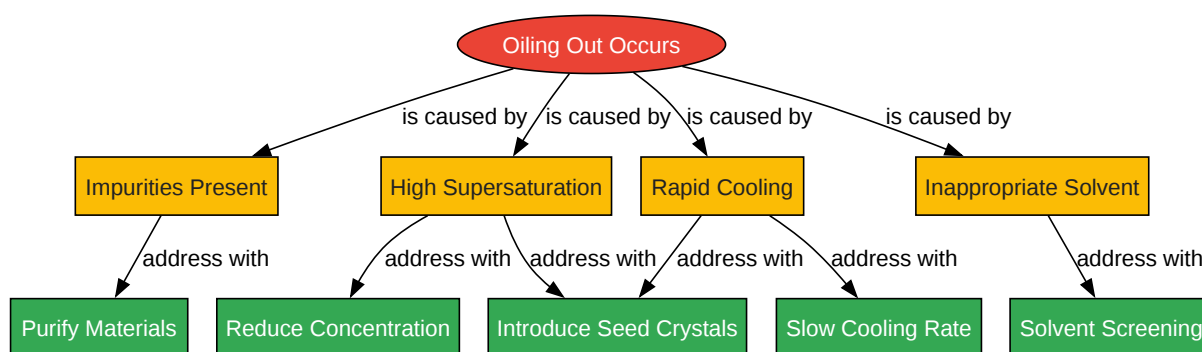 Oiling Out Occurs
is caused by
is caused by
is caused by
is caused by
Impurities Present
High Supersaturation
Rapid Cooling
Inappropriate Solvent
address with
address with
address with
address with
address with
address with
Purify Materials
Reduce Concentration
Introduce Seed Crystals
Slow Cooling Rate
Solvent Screening